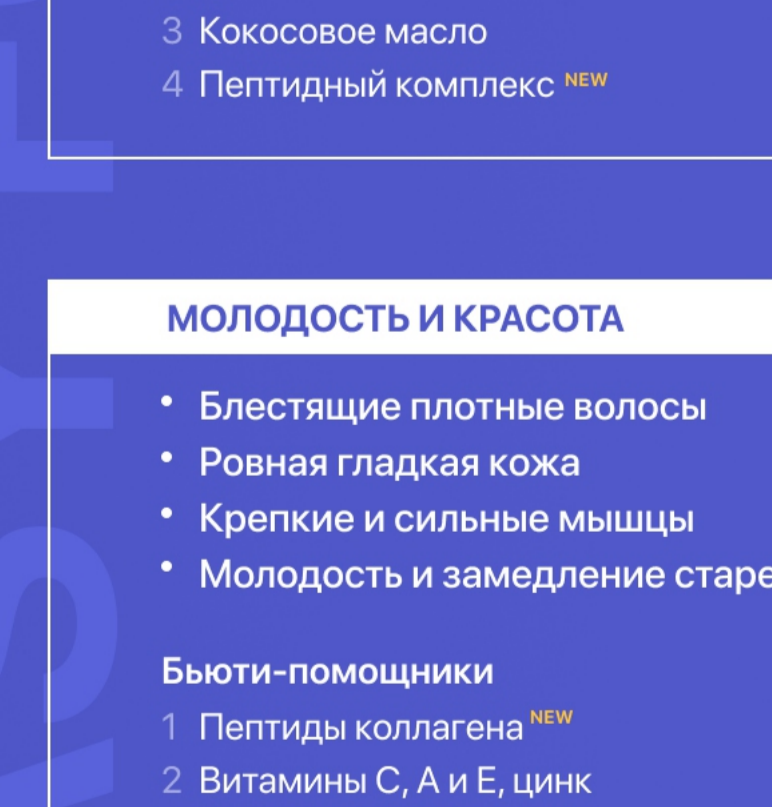 3 Кокосовое масло
4 Пептидный комплекс NEW
МОЛОДОСТЬ И КРАСОТА
• Блестящие плотные волосы
• Ровная гладкая кожа
• Крепкие и сильные мышцы
• Молодость и замедление старе
Бьюти-помощники
1 Пептиды коллагена NEW
2 Витамины С, А и Е, цинк